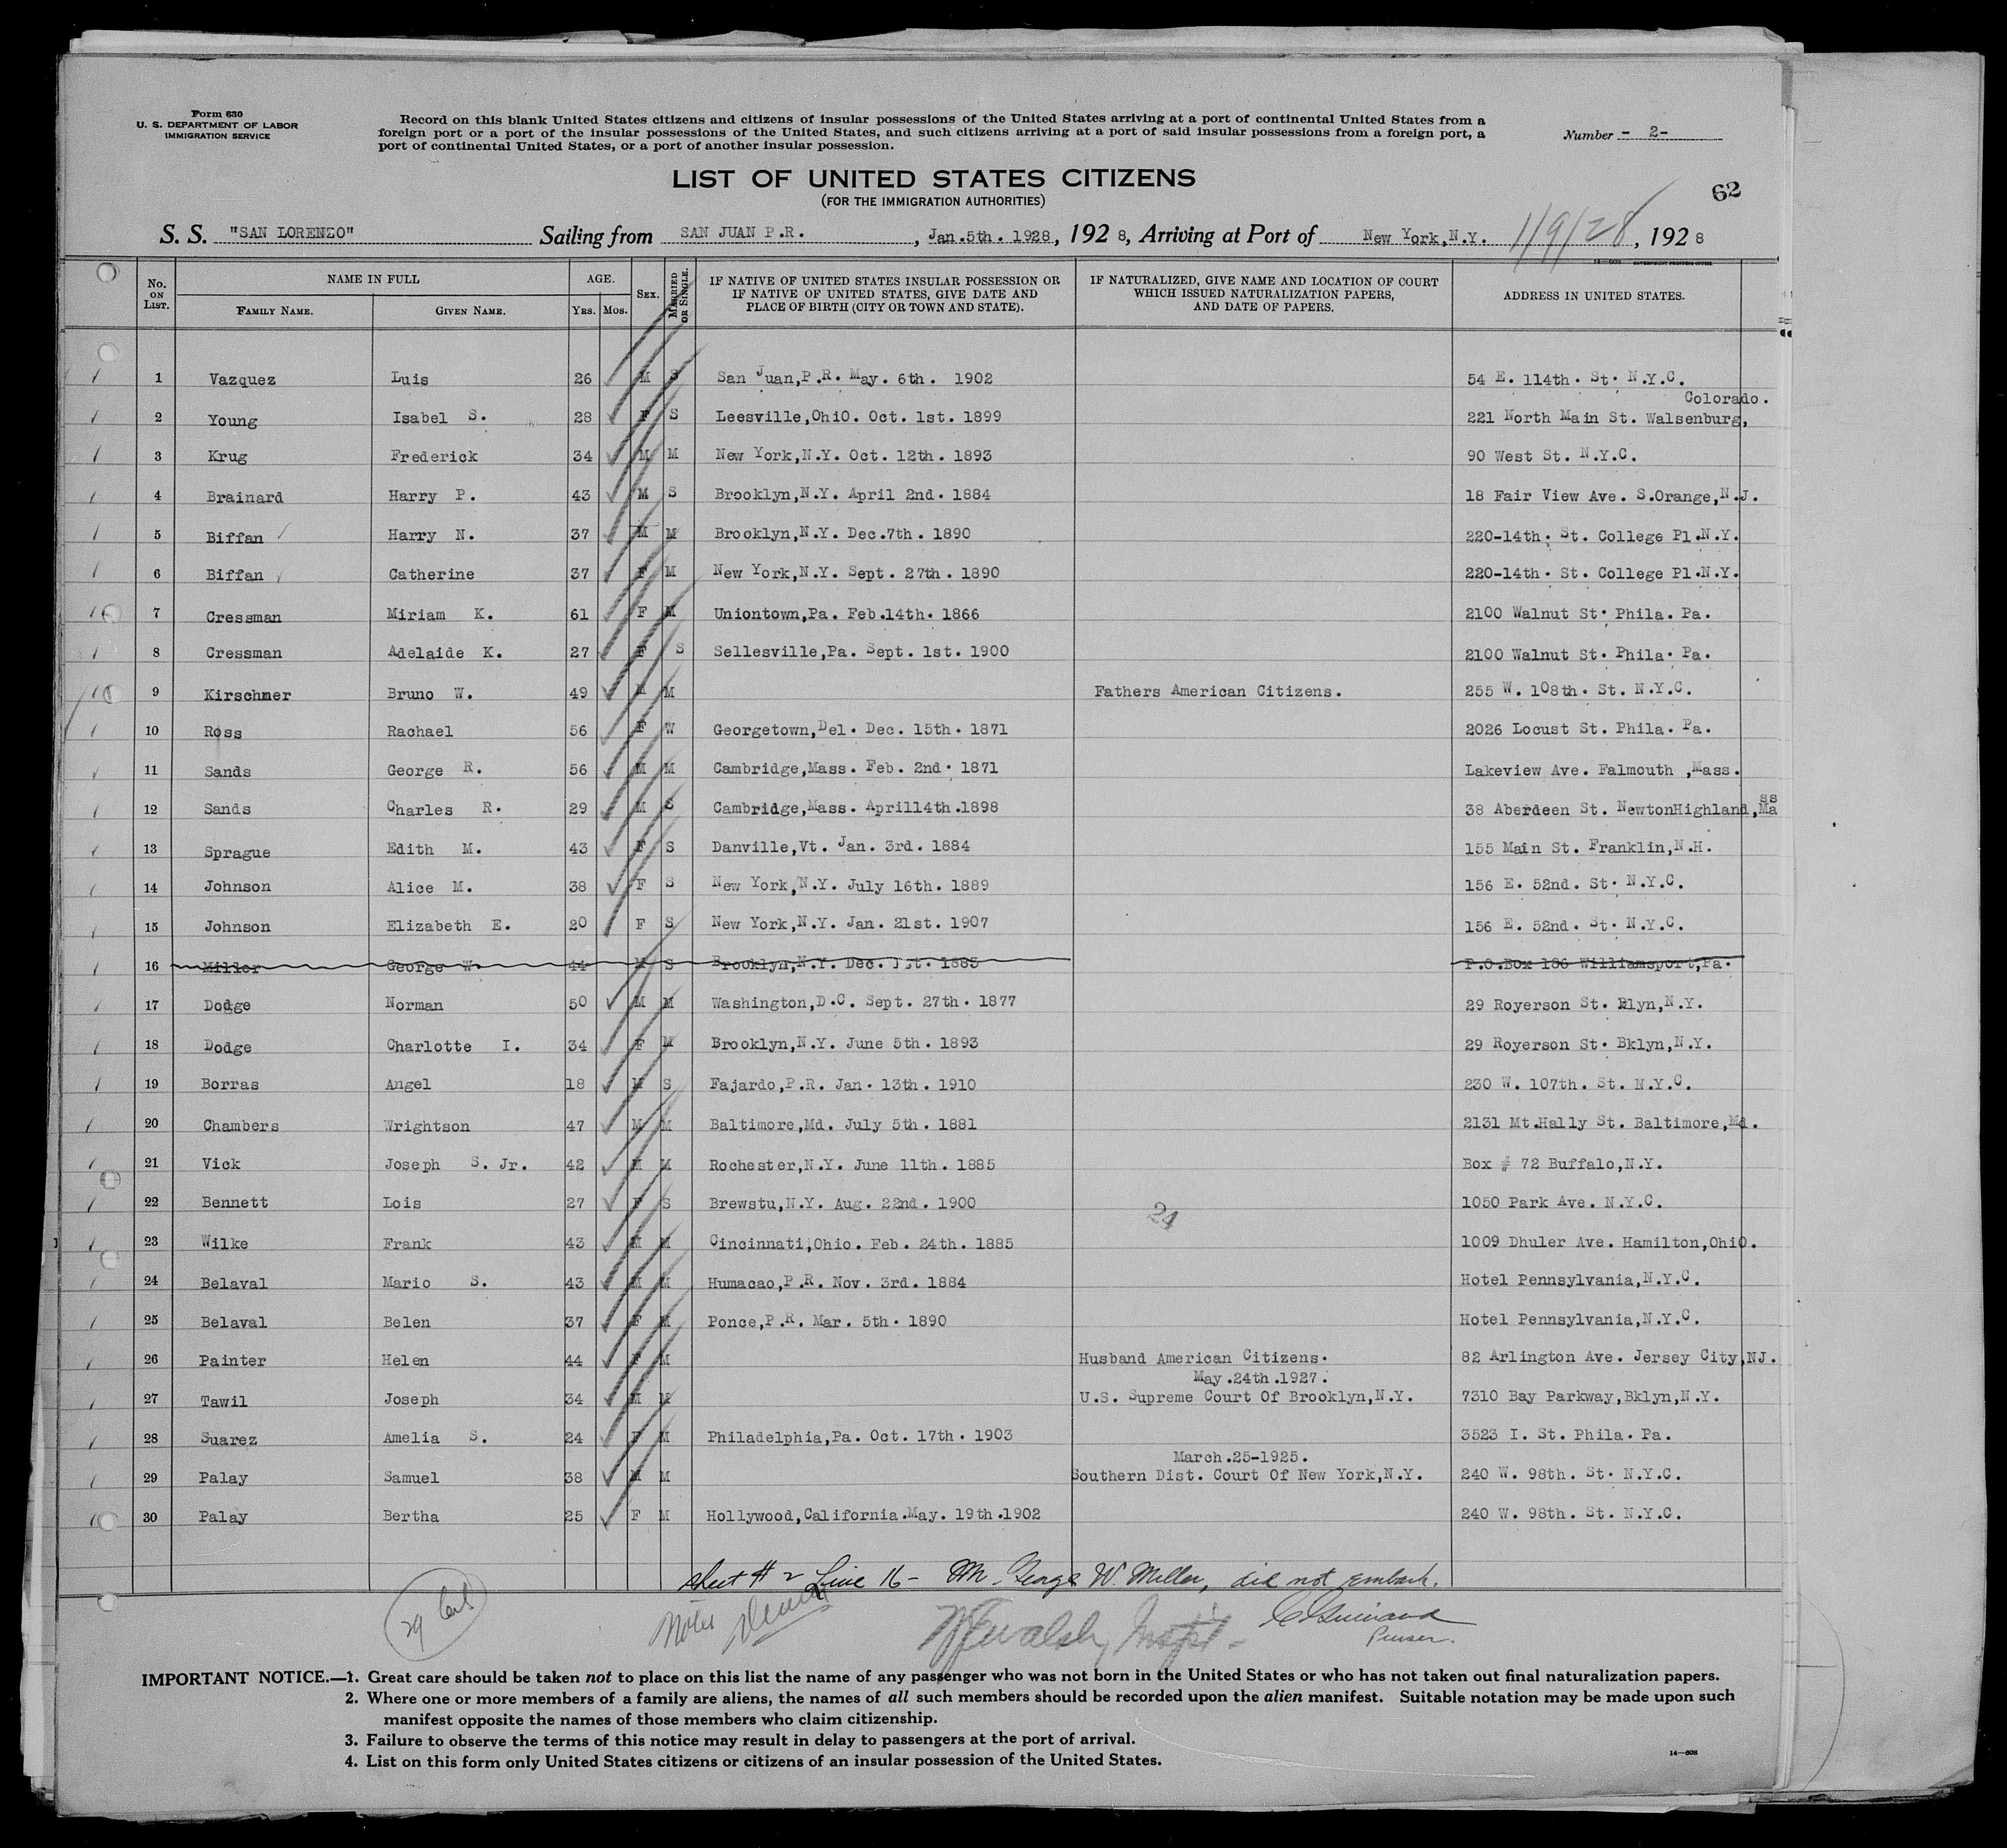 Form 630
U. S. DEPARTMENT OF LABOR
IMMIGRATION SERVICE
Record on this blank United States citizens and citizens of insular possessions of the United States arriving at a port of continental United States from a
foreign port or a port of the insular possessions of the United States, and such citizens arriving at a port of said insular possessions from a foreign port, a
port of continental United States, or a port of another insular possession.
Number - 2-
LIST OF UNITED STATES CITIZENS
(FOR THE IMMIGRATION AUTHORITIES)
62
S. S. "SAN LORENZO" Sailing from SAN JUAN P.R. , Jan.5th. 1928, 192 8, Arriving at Port of New York,N.Y. 1/9/28, 192 8
No. ON LIST. NAME IN FULL AGE. SEX. MARRIED OR SINGLE. IF NATIVE OF UNITED STATES INSULAR POSSESSION OR IF NATIVE OF UNITED STATES, GIVE DATE AND PLACE OF BIRTH (CITY OR TOWN AND STATE). IF NATURALIZED, GIVE NAME AND LOCATION OF COURT WHICH ISSUED NATURALIZATION PAPERS, AND DATE OF PAPERS. ADDRESS IN UNITED STATES.
FAMILY NAME. GIVEN NAME. YRS. MOS.
1 Vazquez Luis 26 M S San Juan,P.R. May. 6th. 1902 54 E. 114th. St. N.Y.C.
Colorado.
2 Young Isabel S. 28 F S Leesville,OhiO. Oct. 1st. 1899 221 North Main St. Walsenburg,
3 Krug Frederick 34 M M New York,N.Y. Oct. 12th. 1893 90 West St. N.Y.C.
4 Brainard Harry P. 43 M S Brooklyn,N.Y. April 2nd. 1884 18 Fair View Ave. S.Orange,N.J.
5 Biffan Harry N. 37 M M Brooklyn,N.Y. Dec.7th. 1890 220-14th. St. College Pl.N.Y.
6 Biffan Catherine 37 F M New York,N.Y. Sept. 27th. 1890 220-14th. St. College Pl.N.Y.
7 Cressman Miriam K. 61 F M Uniontown,Pa. Feb.14th. 1866 2100 Walnut St. Phila. Pa.
8 Cressman Adelaide K. 27 F S Sellesville,Pa. Sept. 1st. 1900 2100 Walnut St. Phila. Pa.
9 Kirschner Bruno W. 49 M M Fathers American Citizens. 255 W. 108th. St. N.Y.C.
10 Ross Rachael 56 F W Georgetown,Del. Dec. 15th. 1871 2026 Locust St. Phila. Pa.
11 Sands George R. 56 M M Cambridge,Mass. Feb. 2nd. 1871 Lakeview Ave. Falmouth ,Mass.
12 Sands Charles R. 29 M S Cambridge,Mass. April14th.1898 38 Aberdeen St. NewtonHighland,Mass
13 Sprague Edith M. 43 F S Danville,Vt. Jan. 3rd. 1884 155 Main St. Franklin,N.H.
14 Johnson Alice M. 38 F S New York,N.Y. July 16th. 1889 156 E. 52nd. St. N.Y.C.
15 Johnson Elizabeth E. 20 F S New York,N.Y. Jan. 21st. 1907 156 E. 52nd. St. N.Y.C.
16 Miller George W. 44 M S Brooklyn,N.Y. Dec. 1st. 1883 P.O.Box 106 Williamsport,Pa.
17 Dodge Norman 50 M M Washington,D.C. Sept. 27th. 1877 29 Royerson St. Blyn,N.Y.
18 Dodge Charlotte I. 34 F M Brooklyn,N.Y. June 5th. 1893 29 Royerson St. Bklyn,N.Y.
19 Borras Angel 18 M S Fajardo,P.R. Jan. 13th. 1910 230 W. 107th. St. N.Y.C.
20 Chambers Wrightson 47 M M Baltimore,Md. July 5th. 1881 2131 Mt.Hally St. Baltimore,Md.
21 Vick Joseph S. Jr. 42 M M Rochester,N.Y. June 11th. 1885 Box # 72 Buffalo,N.Y.
22 Bennett Lois 27 F S Brewstu,N.Y. Aug. 22nd. 1900 24 1050 Park Ave. N.Y.C.
23 Wilke Frank 43 M M Cincinnati,Ohio. Feb. 24th. 1885 1009 Dhuler Ave. Hamilton,OhiO.
24 Belaval Mario S. 43 M M Humacao,P.R. Nov. 3rd. 1884 Hotel Pennsylvania,N.Y.C.
25 Belaval Belen 37 F M Ponce,P.R. Mar. 5th. 1890 Hotel Pennsylvania,N.Y.C.
26 Painter Helen 44 F M Husband American Citizens. 82 Arlington Ave. Jersey City,NJ.
May.24th.1927.
27 Tawil Joseph 34 M M U.S. Supreme Court Of Brooklyn,N.Y. 7310 Bay Parkway,Bklyn,N.Y.
28 Suarez Amelia S. 24 F M Philadelphia,Pa. Oct. 17th. 1903 3523 I. St. Phila. Pa.
March.25-1925.
29 Palay Samuel 38 M M Southern Dist. Court Of New York,N.Y. 240 W. 98th. St. N.Y.C.
30 Palay Bertha 25 F M Hollywood,California.May. 19th.1902 240 W. 98th. St. N.Y.C.
sheet # 2 Line 16- Mr. George W. Miller, did not embark.
29
Purser.
IMPORTANT NOTICE.—1. Great care should be taken not to place on this list the name of any passenger who was not born in the United States or who has not taken out final naturalization papers.
2. Where one or more members of a family are aliens, the names of all such members should be recorded upon the alien manifest. Suitable notation may be made upon such
manifest opposite the names of those members who claim citizenship.
3. Failure to observe the terms of this notice may result in delay to passengers at the port of arrival.
4. List on this form only United States citizens or citizens of an insular possession of the United States.
14—608